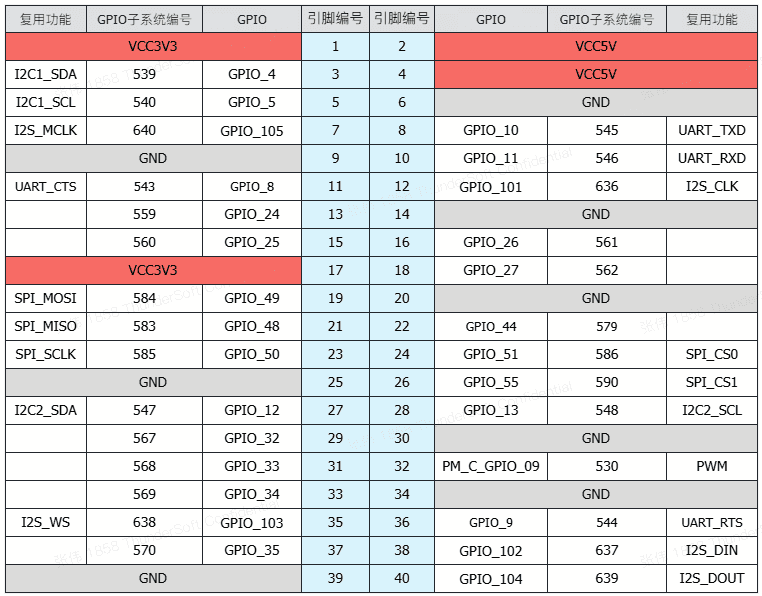 复用功能 GPIO子系统编号 GPIO 引脚编号 引脚编号 GPIO GPIO子系统编号 复用功能
VCC3V3 1 2 VCC5V
I2C1_SDA 539 GPIO_4 3 4 VCC5V
I2C1_SCL 540 GPIO_5 5 6 GND
I2S_MCLK 640 GPIO_105 7 8 GPIO_10 545 UART_TXD
GND 9 10 GPIO_11 546 UART_RXD
UART_CTS 543 GPIO_8 11 12 GPIO_101 636 I2S_CLK
559 GPIO_24 13 14 GND
560 GPIO_25 15 16 GPIO_26 561
VCC3V3 17 18 GPIO_27 562
SPI_MOSI 584 GPIO_49 19 20 GND
SPI_MISO 583 GPIO_48 21 22 GPIO_44 579
SPI_SCLK 585 GPIO_50 23 24 GPIO_51 586 SPI_CS0
GND 25 26 GPIO_55 590 SPI_CS1
I2C2_SDA 547 GPIO_12 27 28 GPIO_13 548 I2C2_SCL
567 GPIO_32 29 30 GND
568 GPIO_33 31 32 PM_C_GPIO_09 530 PWM
569 GPIO_34 33 34 GND
I2S_WS 638 GPIO_103 35 36 GPIO_9 544 UART_RTS
570 GPIO_35 37 38 GPIO_102 637 I2S_DIN
GND 39 40 GPIO_104 639 I2S_DOUT